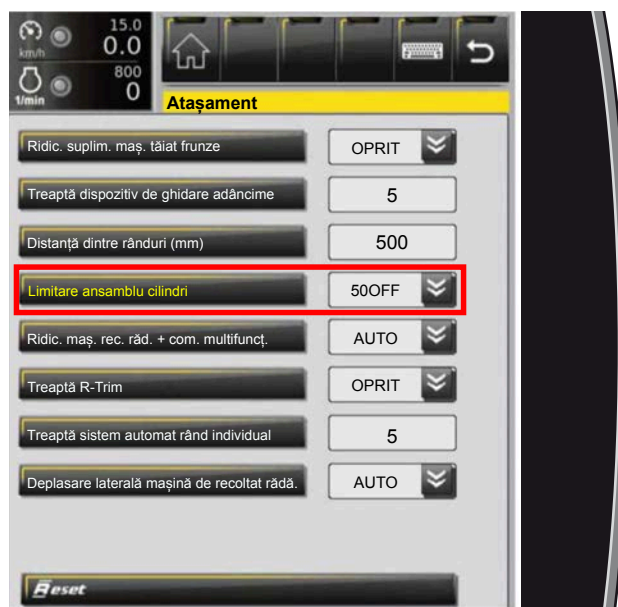 15.0
km/h 0.0
800
1/min 0
Atașament
Ridic. suplim. maș. tăiat frunze OPRIT
Treaptă dispozitiv de ghidare adâncime 5
Distanță dintre rânduri (mm) 500
Limitare ansamblu cilindri 50OFF
Ridic. maș. rec. răd. + com. multifuncț. AUTO
Treaptă R-Trim OPRIT
Treaptă sistem automat rând individual 5
Deplasare laterală mașină de recoltat rădă. AUTO
Reset